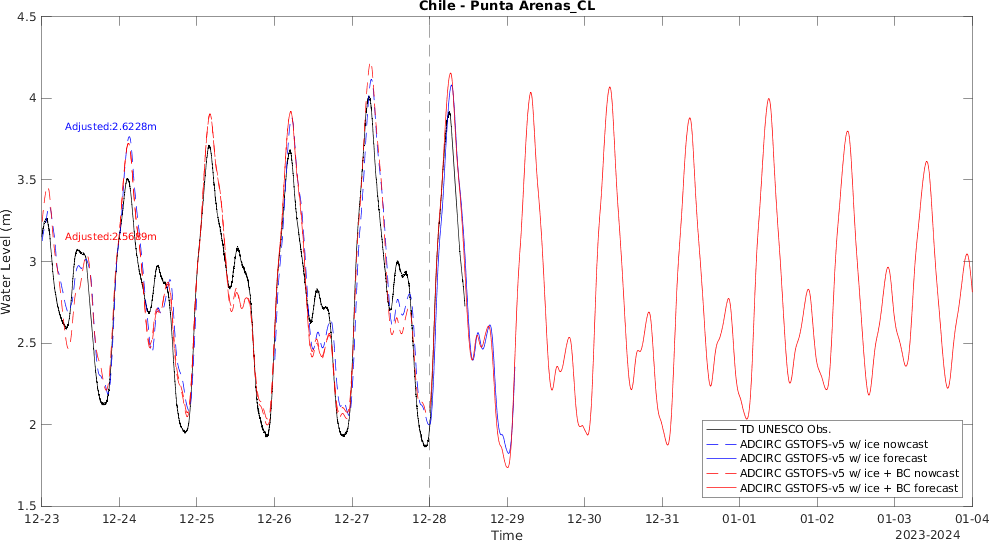 Chile - Punta Arenas_CL
4.5
4
3.5
3
2.5
2
1.5
Water Level (m)
Adjusted:2.6228m
Adjusted:2.5689m
TD UNESCO Obs.
ADCIRC GSTOFS-v5 w/ ice nowcast
ADCIRC GSTOFS-v5 w/ ice forecast
ADCIRC GSTOFS-v5 w/ ice + BC nowcast
ADCIRC GSTOFS-v5 w/ ice + BC forecast
12-23 12-24 12-25 12-26 12-27 12-28 12-29 12-30 12-31 01-01 01-02 01-03 01-04
Time
2023-2024